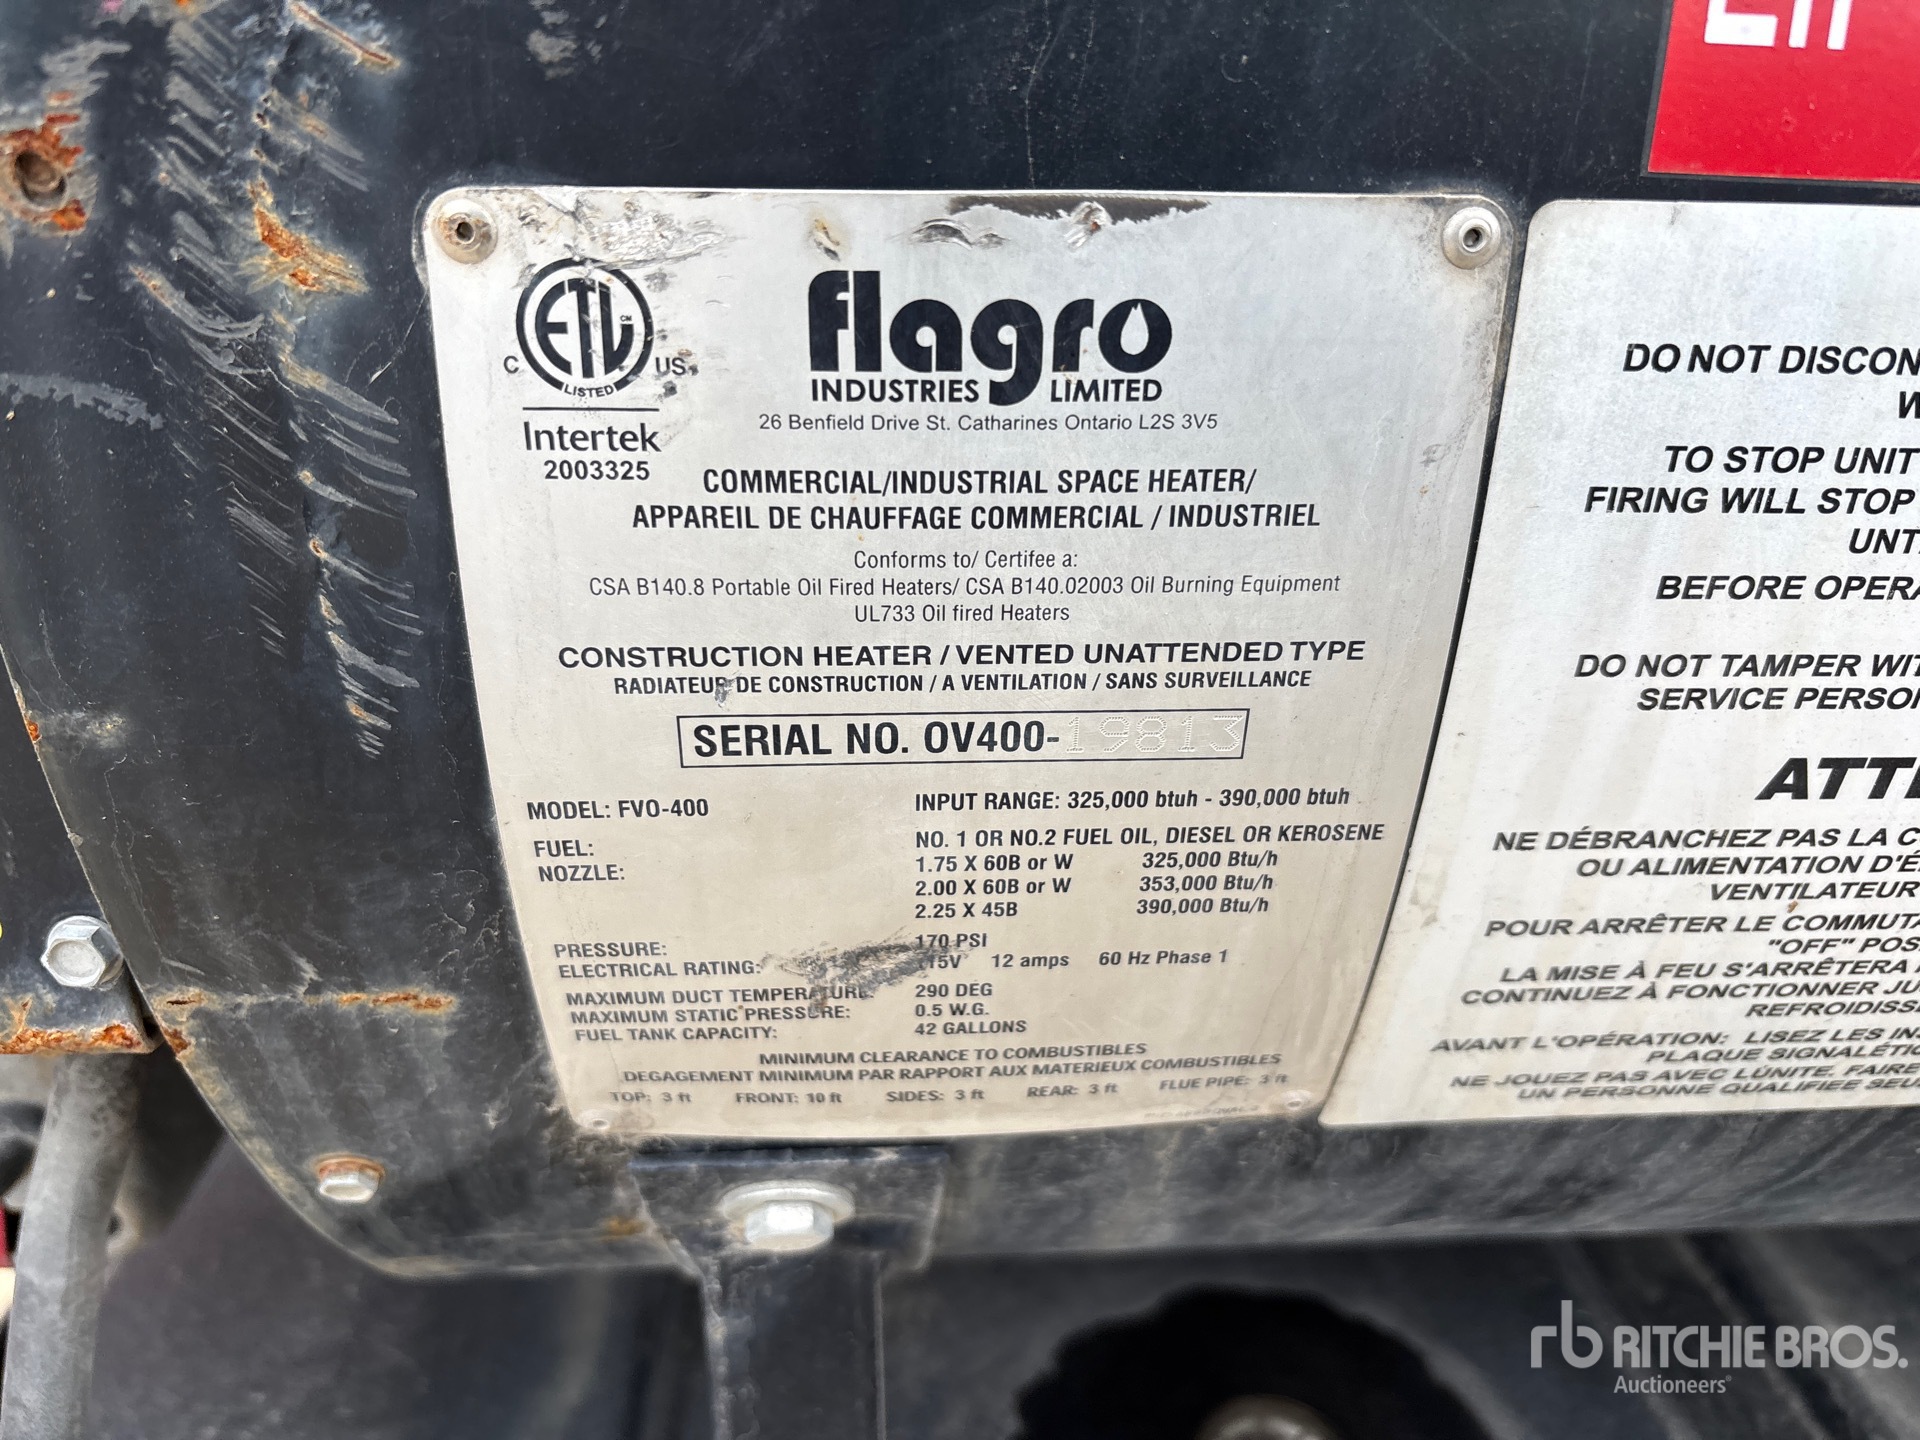 C ETL CM US
LISTED
Intertek
2003325
flagro
INDUSTRIES LIMITED
26 Benfield Drive St. Catharines Ontario L2S 3V5
COMMERCIAL/INDUSTRIAL SPACE HEATER/
APPAREIL DE CHAUFFAGE COMMERCIAL / INDUSTRIEL
Conforms to/ Certifee a:
CSA B140.8 Portable Oil Fired Heaters/ CSA B140.02003 Oil Burning Equipment
UL733 Oil fired Heaters
CONSTRUCTION HEATER / VENTED UNATTENDED TYPE
RADIATEUR DE CONSTRUCTION / A VENTILATION / SANS SURVEILLANCE
SERIAL NO. OV400-19813
MODEL: FVO-400 INPUT RANGE: 325,000 btuh - 390,000 btuh
FUEL: NO. 1 OR NO.2 FUEL OIL, DIESEL OR KEROSENE
NOZZLE: 1.75 X 60B or W 325,000 Btu/h
2.00 X 60B or W 353,000 Btu/h
2.25 X 45B 390,000 Btu/h
PRESSURE: 170 PSI
ELECTRICAL RATING: 115V 12 amps 60 Hz Phase 1
MAXIMUM DUCT TEMPERATURE: 290 DEG
MAXIMUM STATIC PRESSURE: 0.5 W.G.
FUEL TANK CAPACITY: 42 GALLONS
MINIMUM CLEARANCE TO COMBUSTIBLES
DEGAGEMENT MINIMUM PAR RAPPORT AUX MATERIEUX COMBUSTIBLES
TOP: 3 ft FRONT: 10 ft SIDES: 3 ft REAR: 3 ft FLUE PIPE: 3 ft
DO NOT DISCON
W
TO STOP UNIT
FIRING WILL STOP
UNT
BEFORE OPERA
DO NOT TAMPER WIT
SERVICE PERSON
ATTE
NE DÉBRANCHEZ PAS LA C
OU ALIMENTATION D'É
VENTILATEUR
POUR ARRÊTER LE COMMUTA
"OFF" POS
LA MISE À FEU S'ARRÊTERA
CONTINUEZ À FONCTIONNER JU
REFROIDISSE
AVANT L'OPÉRATION: LISEZ LES INS
PLAQUE SIGNALÉTIQ
NE JOUEZ PAS AVEC LÚNITE. FAIRE
UN PERSONNE QUALIFIEE SEU
rb RITCHIE BROS.
Auctioneers